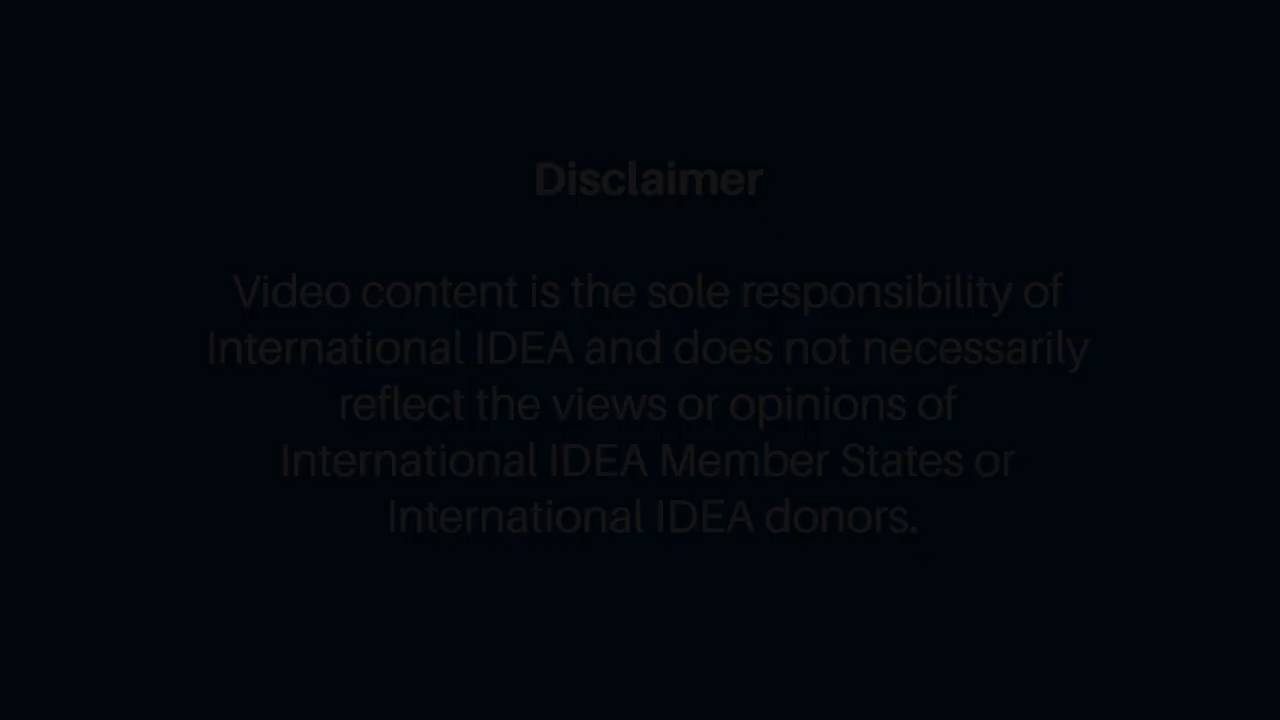 Disclaimer
Video content is the sole responsibility of
International IDEA and does not necessarily
reflect the views or opinions of
International IDEA Member States or
International IDEA donors.